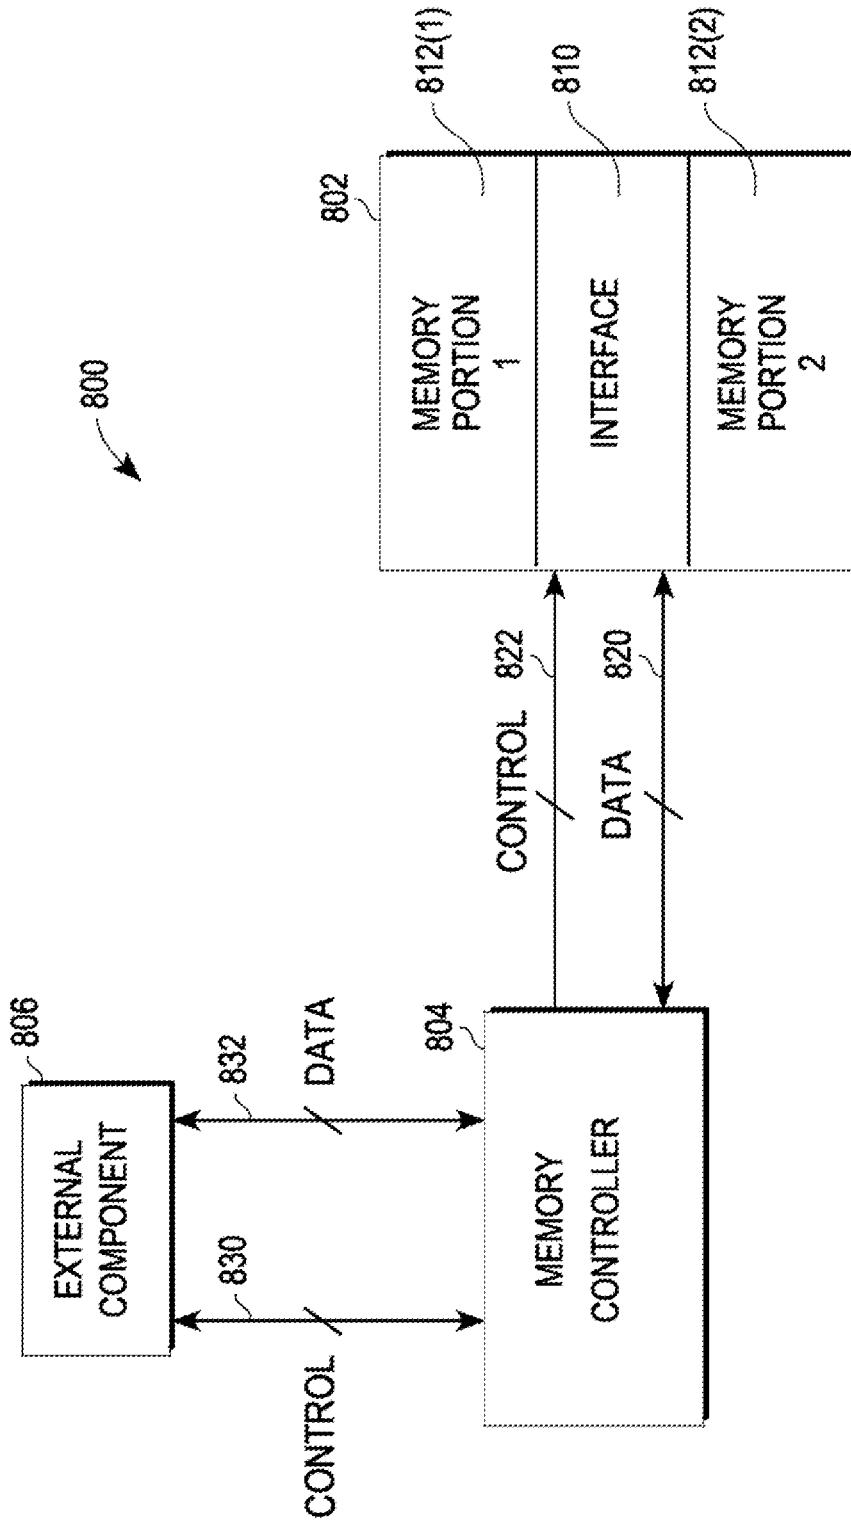 800
806
EXTERNAL
COMPONENT
830
832
CONTROL
DATA
804
MEMORY
CONTROLLER
CONTROL
822
DATA
820
802
MEMORY
PORTION
1
812(1)
INTERFACE
810
MEMORY
PORTION
2
812(2)